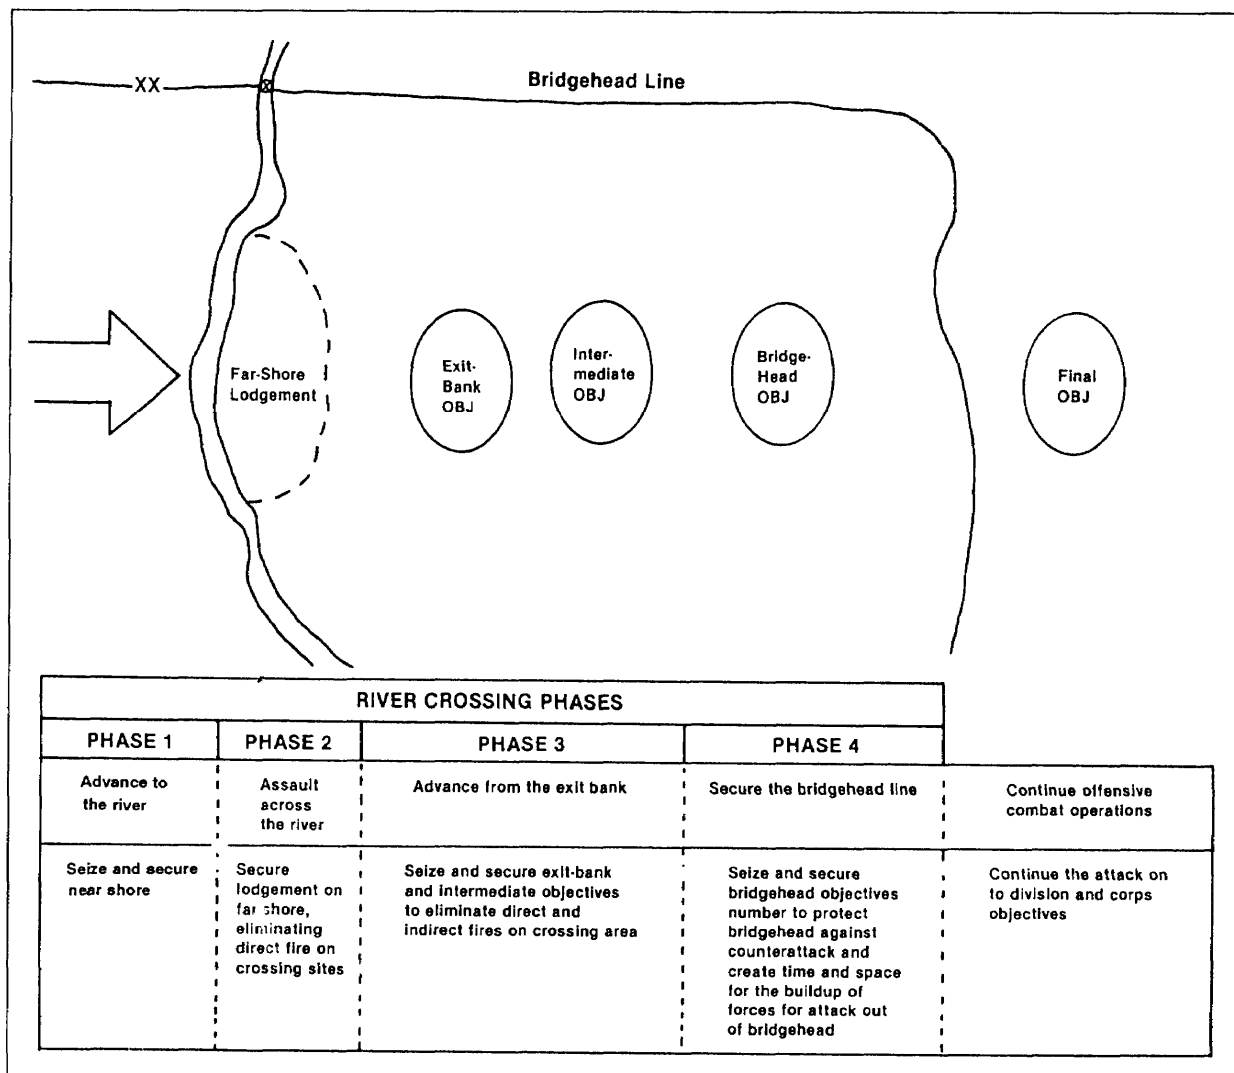 XX
Bridgehead Line
Far-Shore
Lodgement
Exit-
Bank
OBJ
Inter-
mediate
OBJ
Bridge-
Head
OBJ
Final
OBJ
RIVER CROSSING PHASES
PHASE 1
PHASE 2
PHASE 3
PHASE 4
Advance to
the river
Assault
across
the river
Advance from the exit bank
Secure the bridgehead line
Continue offensive
combat operations
Seize and secure
near shore
Secure
lodgement on
far shore,
eliminating
direct fire on
crossing sites
Seize and secure exit-bank
and intermediate objectives
to eliminate direct and
indirect fires on crossing area
Seize and secure
bridgehead objectives
number to protect
bridgehead against
counterattack and
create time and space
for the buildup of
forces for attack out
of bridgehead
Continue the attack on
to division and corps
objectives